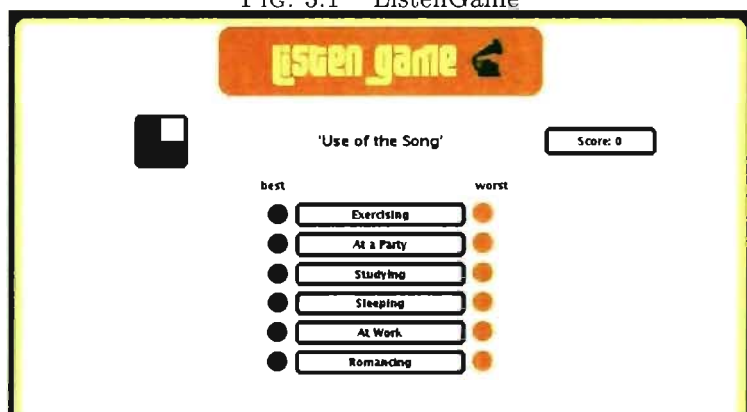 FIG. 3.1 – ListenGame
listen game
'Use of the Song'
Score: 0
best worst
Exercising
At a Party
Studying
Sleeping
At Work
Romancing